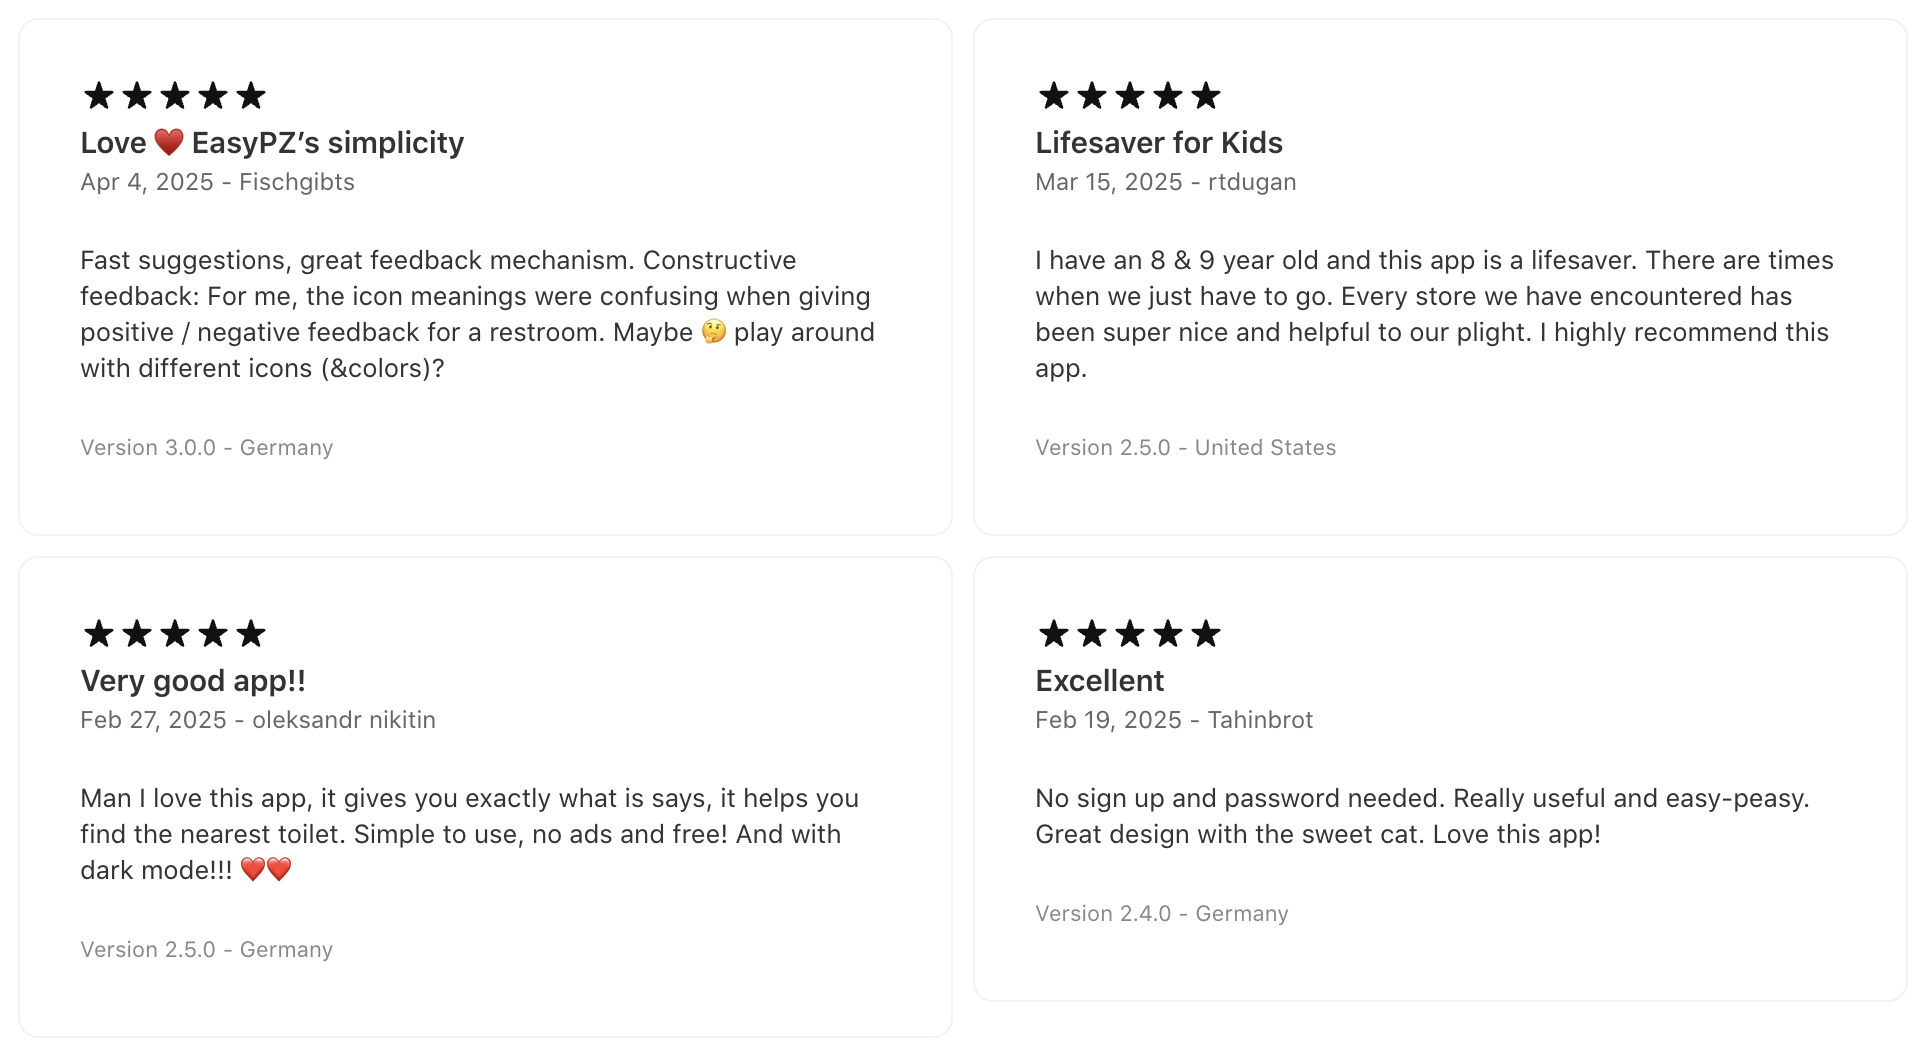 ★★★★★
Love ♥️ EasyPZ’s simplicity
Apr 4, 2025 - Fischgibts
Fast suggestions, great feedback mechanism. Constructive
feedback: For me, the icon meanings were confusing when giving
positive / negative feedback for a restroom. Maybe 🤔 play around
with different icons (&colors)?
Version 3.0.0 - Germany
★★★★★
Lifesaver for Kids
Mar 15, 2025 - rtdugan
I have an 8 & 9 year old and this app is a lifesaver. There are times
when we just have to go. Every store we have encountered has
been super nice and helpful to our plight. I highly recommend this
app.
Version 2.5.0 - United States
★★★★★
Very good app!!
Feb 27, 2025 - oleksandr nikitin
Man I love this app, it gives you exactly what is says, it helps you
find the nearest toilet. Simple to use, no ads and free! And with
dark mode!!! ❤️❤️
Version 2.5.0 - Germany
★★★★★
Excellent
Feb 19, 2025 - Tahinbrot
No sign up and password needed. Really useful and easy-peasy.
Great design with the sweet cat. Love this app!
Version 2.4.0 - Germany